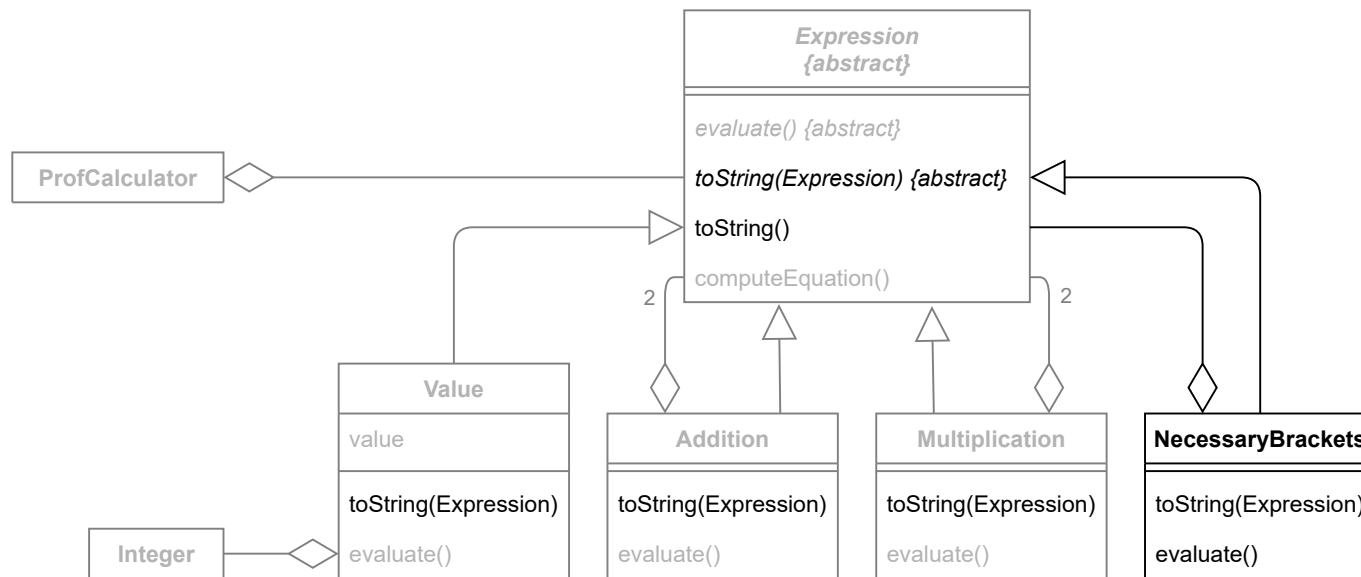 Expression
{abstract}
evaluate() {abstract}
toString(Expression) {abstract}
toString()
computeEquation()
ProfCalculator
2
2
Value
value
toString(Expression)
evaluate()
Integer
Addition
toString(Expression)
evaluate()
Multiplication
toString(Expression)
evaluate()
NecessaryBrackets
toString(Expression)
evaluate()